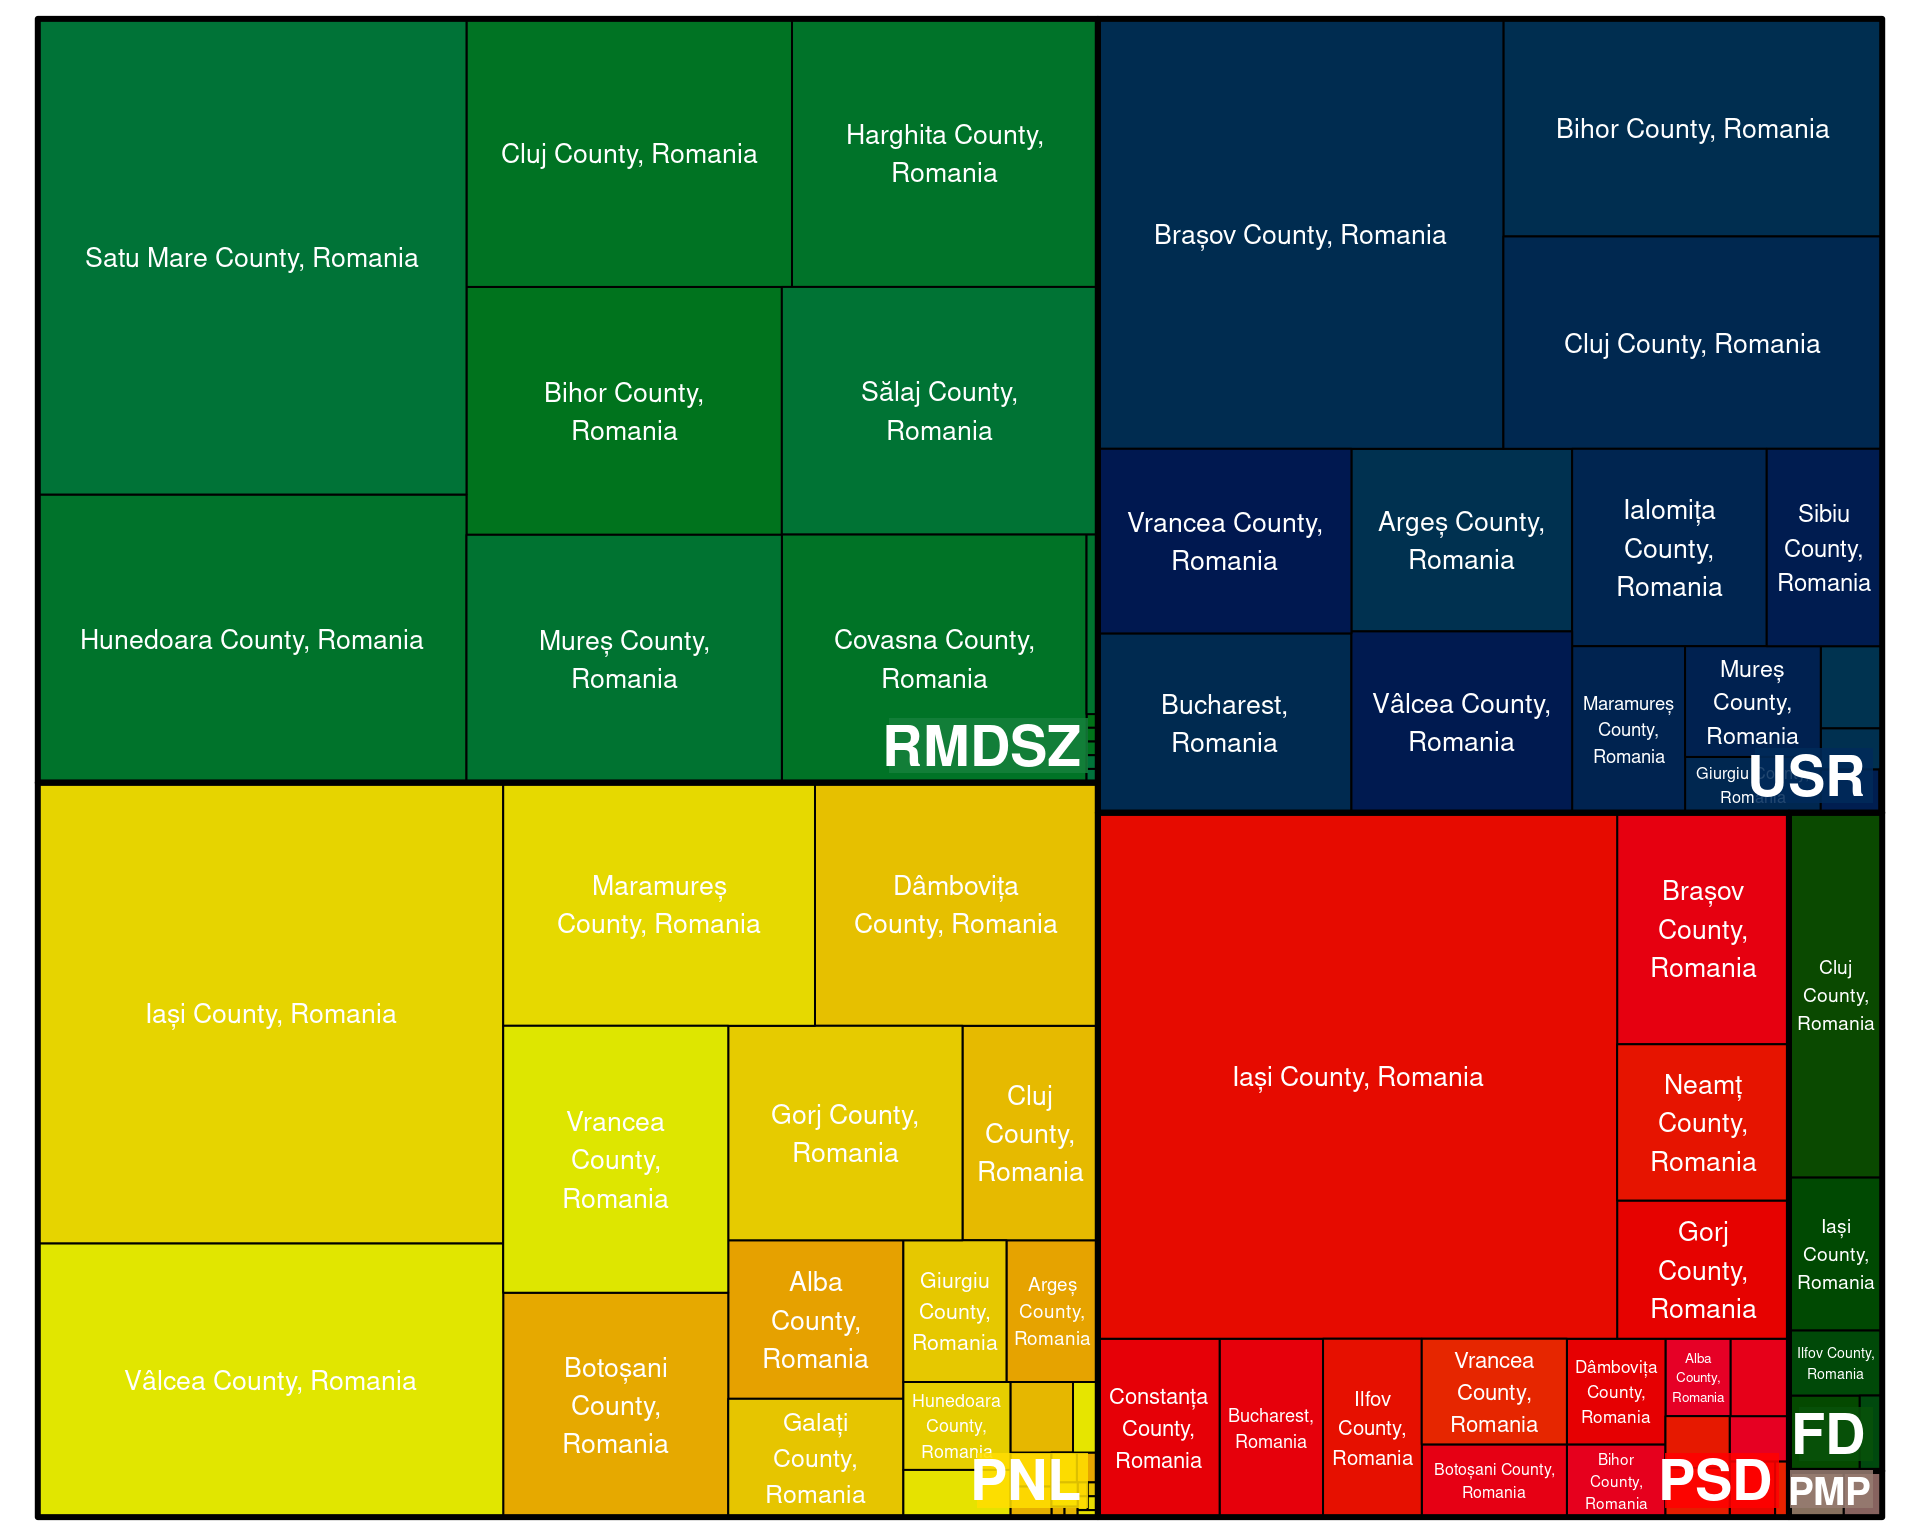 Satu Mare County, Romania
Cluj County, Romania
Harghita County,
Romania
Bihor County,
Romania
Sălaj County,
Romania
Hunedoara County, Romania
Mureș County,
Romania
Covasna County,
Romania
RMDSZ
Brașov County, Romania
Bihor County, Romania
Cluj County, Romania
Vrancea County,
Romania
Argeș County,
Romania
Ialomița
County,
Romania
Sibiu
County,
Romania
Bucharest,
Romania
Vâlcea County,
Romania
Maramureș
County,
Romania
Mureș
County,
Romania
Giurgiu County,
Romania
USR
Iași County, Romania
Maramureș
County, Romania
Dâmbovița
County, Romania
Vrancea
County,
Romania
Gorj County,
Romania
Cluj
County,
Romania
Vâlcea County, Romania
Botoșani
County,
Romania
Alba
County,
Romania
Giurgiu
County,
Romania
Argeș
County,
Romania
Galați
County,
Romania
Hunedoara
County,
Romania
PNL
Iași County, Romania
Brașov
County,
Romania
Neamț
County,
Romania
Gorj
County,
Romania
Constanța
County,
Romania
Bucharest,
Romania
Ilfov
County,
Romania
Vrancea
County,
Romania
Botoșani County,
Romania
Dâmbovița
County,
Romania
Bihor
County,
Romania
Alba
County,
Romania
PSD
Cluj
County,
Romania
Iași
County,
Romania
Ilfov County,
Romania
FD
PMP